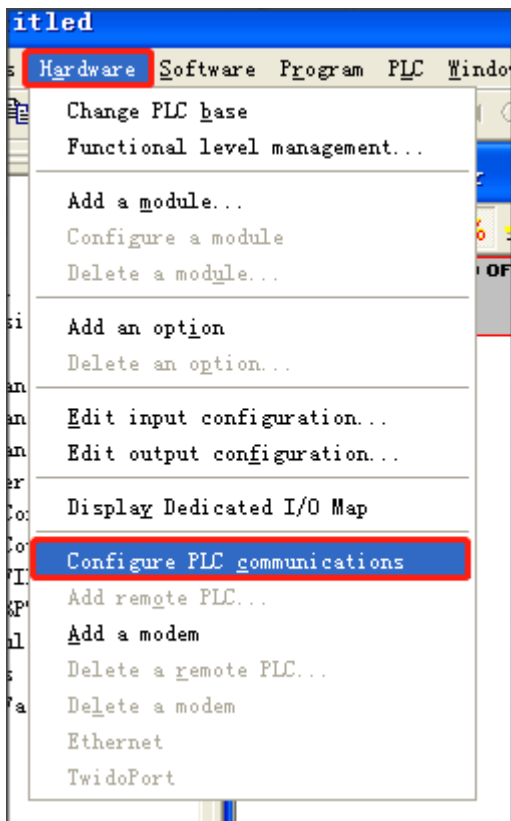 itled
Hardware Software Program PLC Windo
Change PLC base
Functional level management...
Add a module...
Configure a module
Delete a module...
OF
Add an option
Delete an option...
Edit input configuration...
Edit output configuration...
Display Dedicated I/O Map
Configure PLC communications
Add remote PLC...
Add a modem
Delete a remote PLC...
Delete a modem
Ethernet
TwidoPort